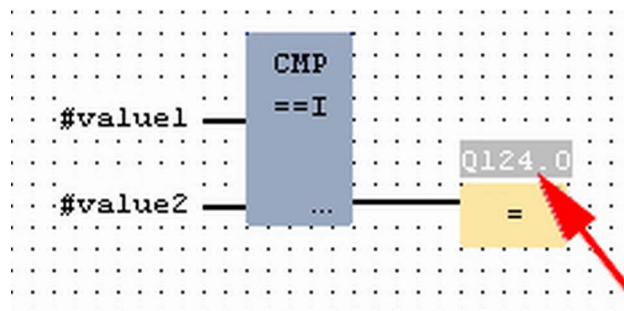 CMP
==I
#value1
Q124.0
#value2
...
=